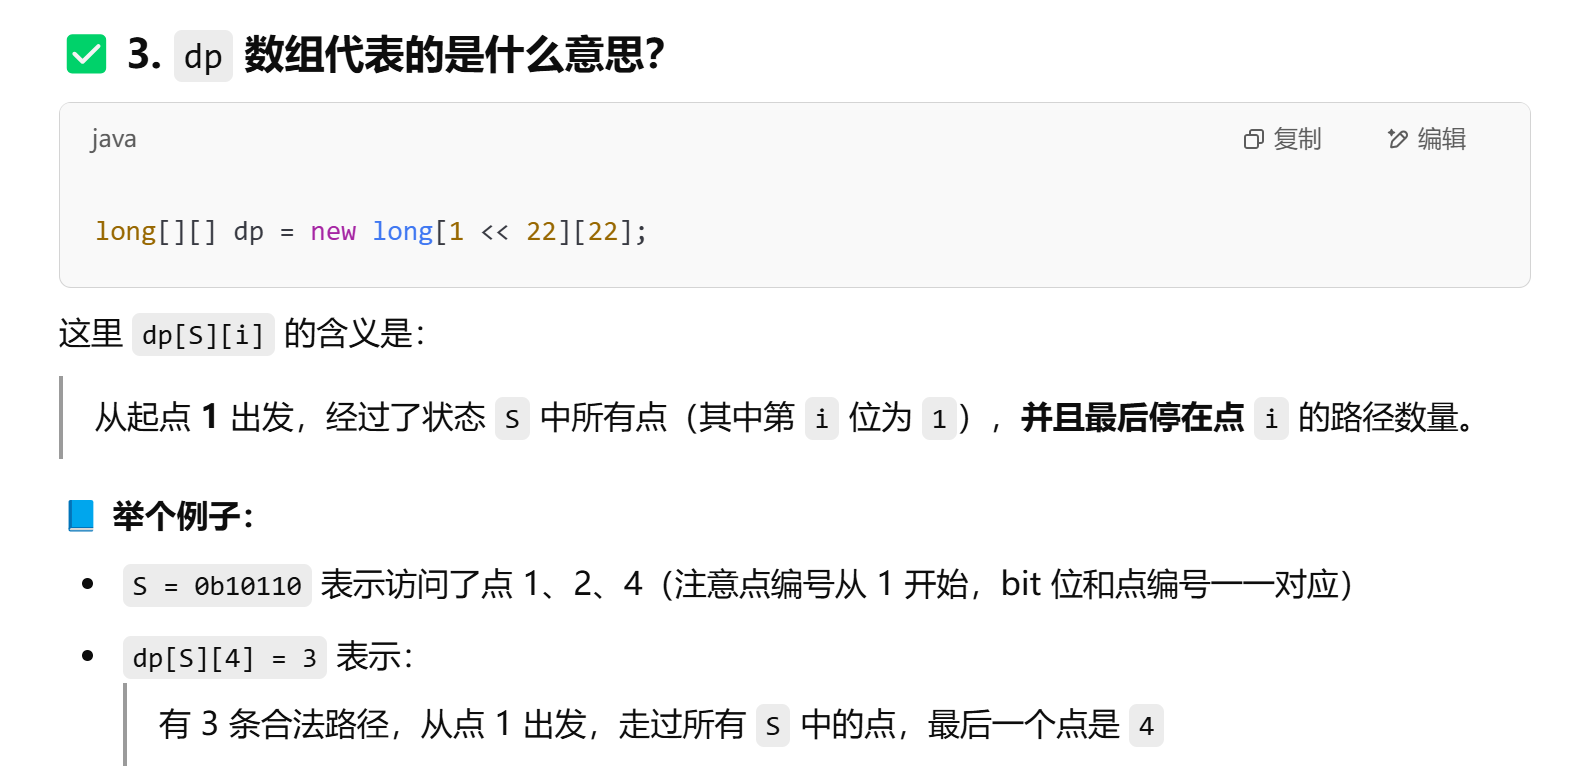 ✅ 3. dp 数组代表的是什么意思？
java 复制 编辑
long[][] dp = new long[1 << 22][22];
这里 dp[S][i] 的含义是：
从起点 1 出发，经过了状态 S 中所有点（其中第 i 位为 1），并且最后停在点 i 的路径数量。
📘 举个例子：
• S = 0b10110 表示访问了点 1、2、4（注意点编号从 1 开始，bit 位和点编号一一对应）
• dp[S][4] = 3 表示：
有 3 条合法路径，从点 1 出发，走过所有 S 中的点，最后一个点是 4